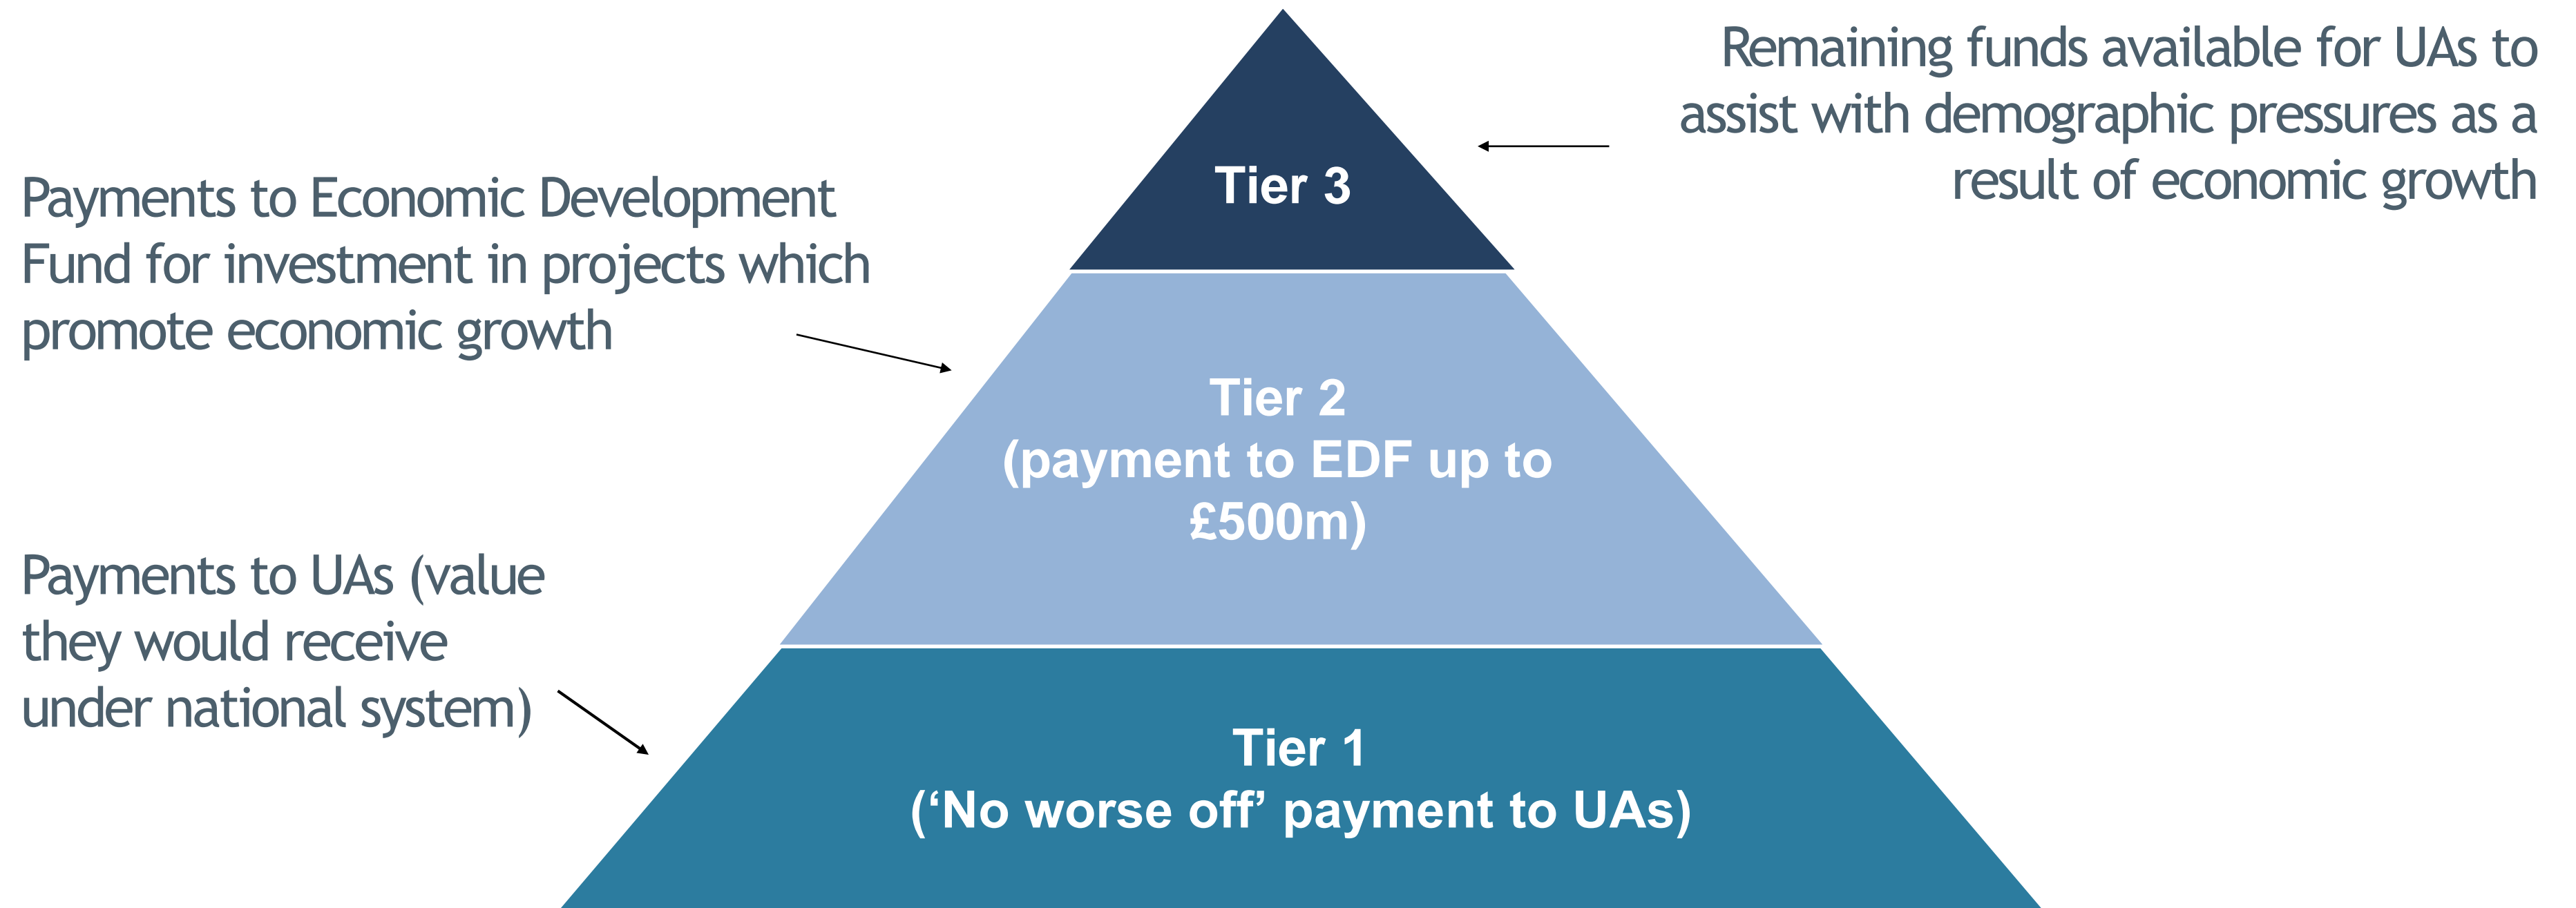 Remaining funds available for UAs to
assist with demographic pressures as a
result of economic growth
Tier 3
Payments to Economic Development
Fund for investment in projects which
promote economic growth
Tier 2
(payment to EDF up to
£500m)
Payments to UAs (value
they would receive
under national system)
Tier 1
(‘No worse off’ payment to UAs)